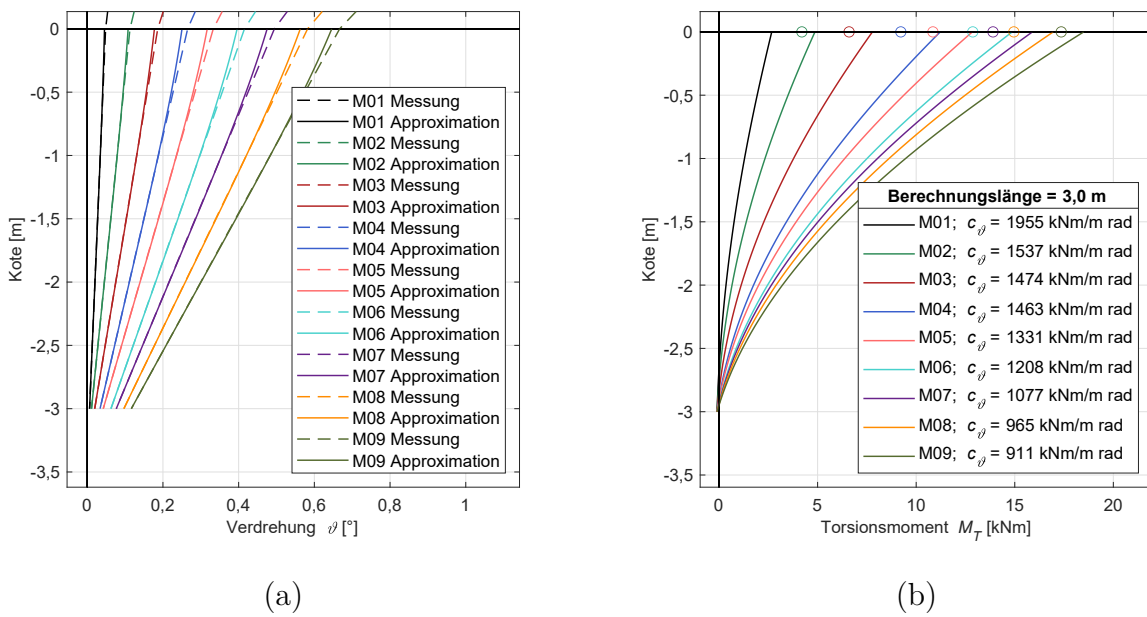 0
-0,5
-1
-1,5
-2
-2,5
-3
-3,5
Kote [m]
M01 Messung
M01 Approximation
M02 Messung
M02 Approximation
M03 Messung
M03 Approximation
M04 Messung
M04 Approximation
M05 Messung
M05 Approximation
M06 Messung
M06 Approximation
M07 Messung
M07 Approximation
M08 Messung
M08 Approximation
M09 Messung
M09 Approximation
0 0,2 0,4 0,6 0,8 1
Verdrehung ϑ [°]
(a)
0
-0,5
-1
-1,5
-2
-2,5
-3
-3,5
Kote [m]
Berechnungslänge = 3,0 m
M01; c_ϑ = 1955 kNm/m rad
M02; c_ϑ = 1537 kNm/m rad
M03; c_ϑ = 1474 kNm/m rad
M04; c_ϑ = 1463 kNm/m rad
M05; c_ϑ = 1331 kNm/m rad
M06; c_ϑ = 1208 kNm/m rad
M07; c_ϑ = 1077 kNm/m rad
M08; c_ϑ = 965 kNm/m rad
M09; c_ϑ = 911 kNm/m rad
0 5 10 15 20
Torsionsmoment M_T [kNm]
(b)